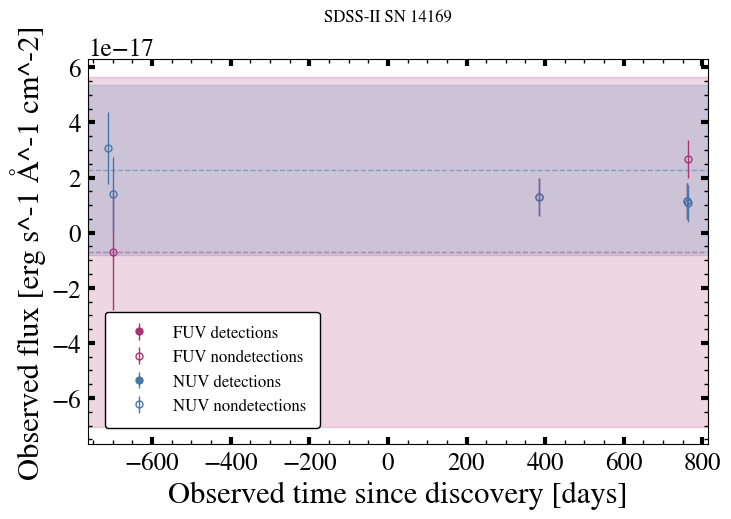 SDSS-II SN 14169
1e−17
6
4
2
0
−2
−4
−6
Observed flux [erg s^-1 Å^-1 cm^-2]
FUV detections
FUV nondetections
NUV detections
NUV nondetections
−600 −400 −200 0 200 400 600 800
Observed time since discovery [days]